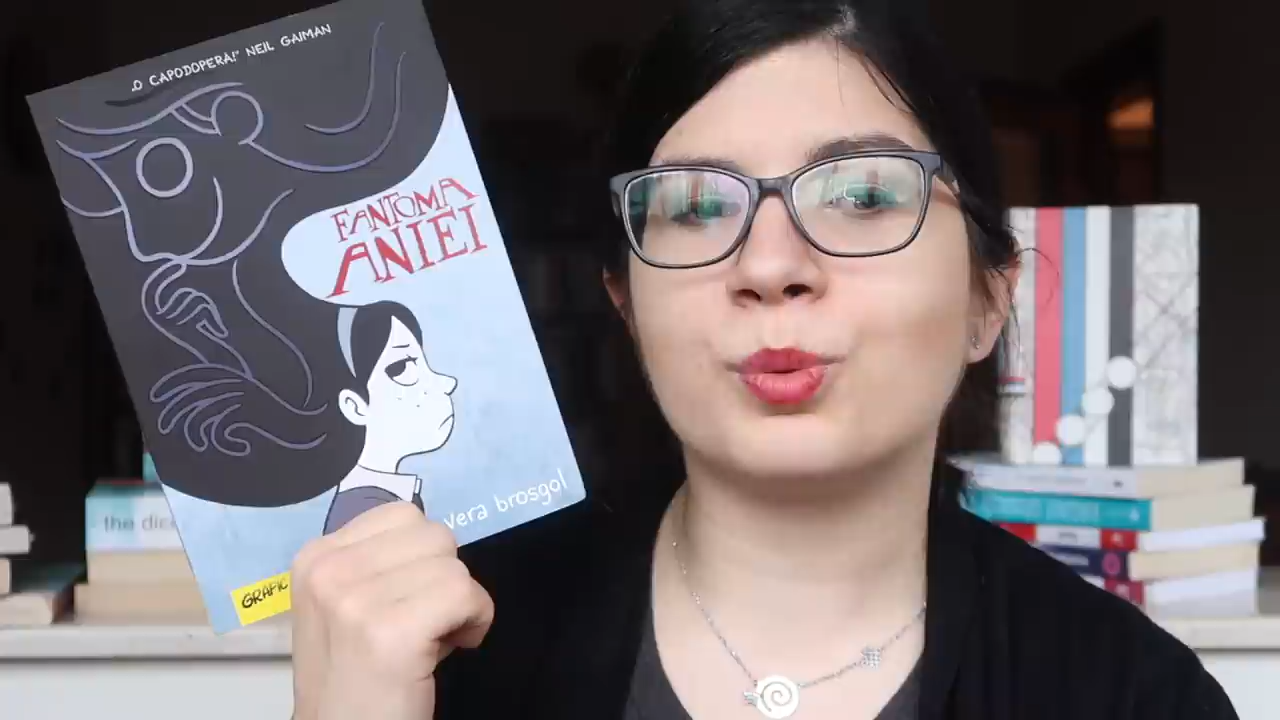 „O CAPODOPERĂ!” NEIL GAIMAN
FANTOMA
ANIEI
vera brosgol
GRAFIC
the dic